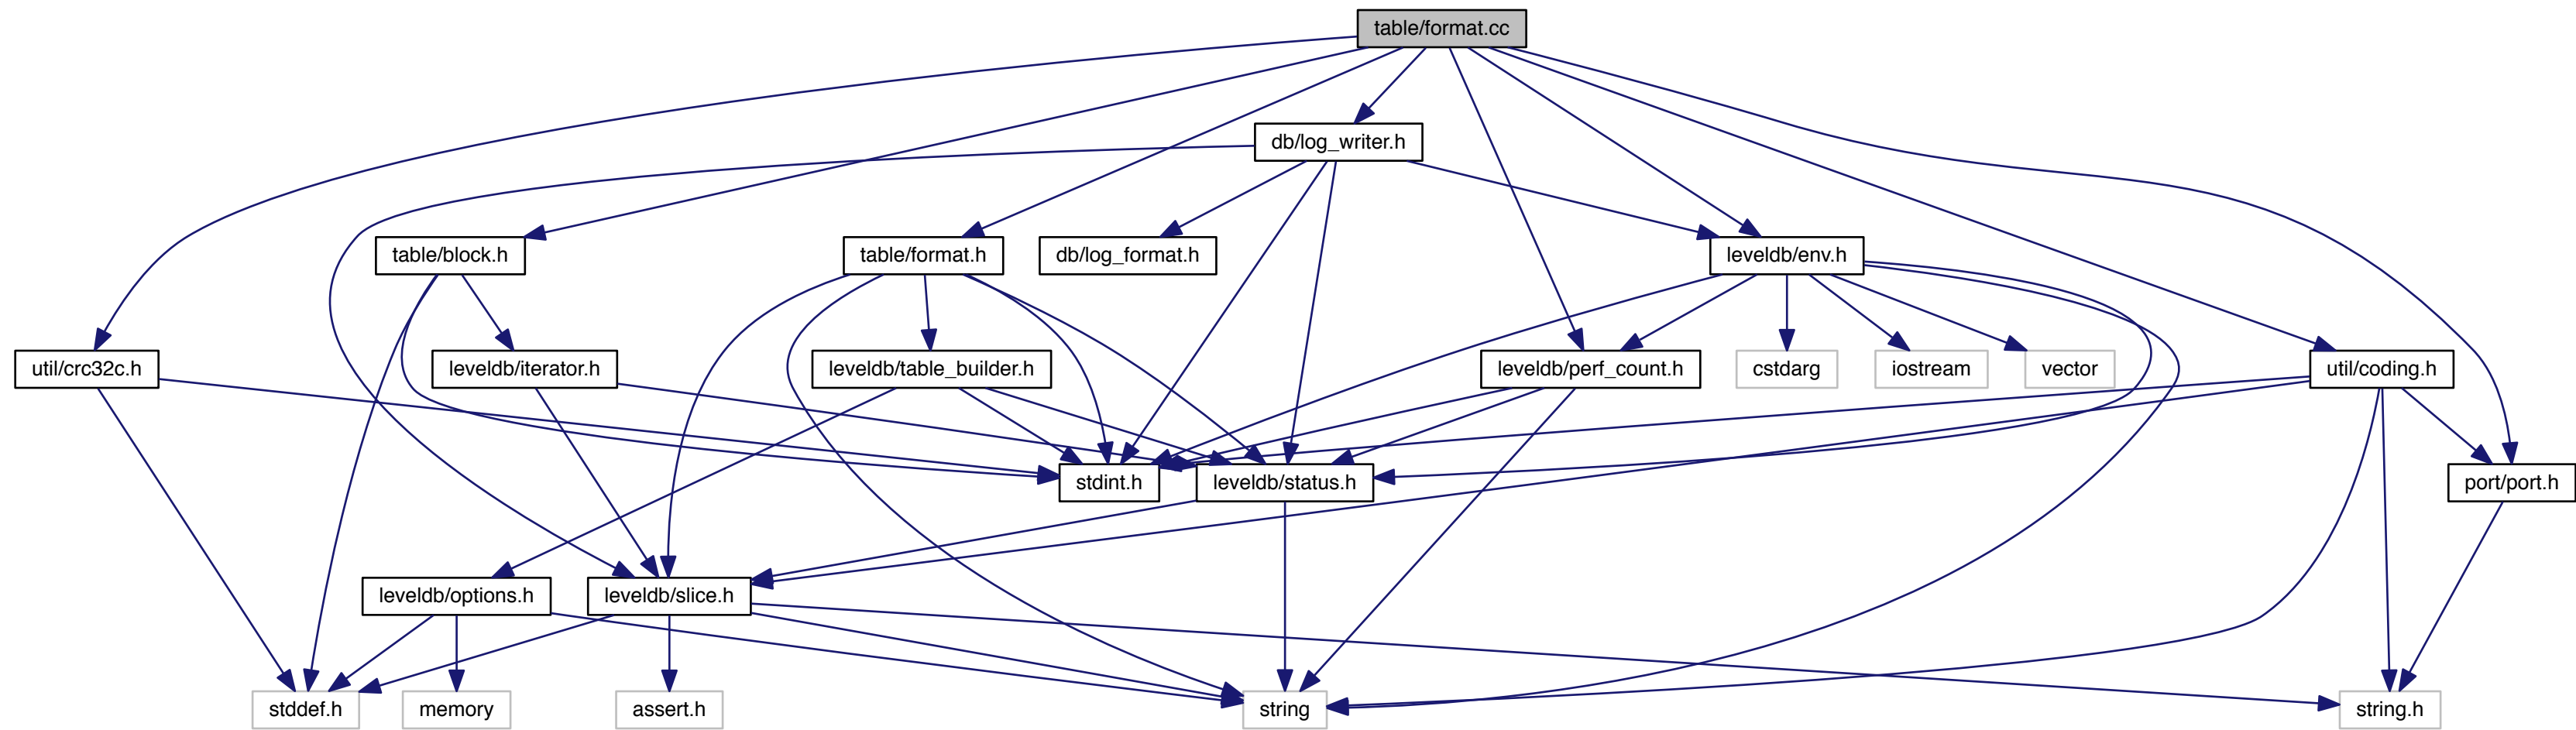 table/format.cc
db/log_writer.h
table/block.h
table/format.h
db/log_format.h
leveldb/env.h
util/crc32c.h
leveldb/iterator.h
leveldb/table_builder.h
leveldb/perf_count.h
cstdarg
iostream
vector
util/coding.h
stdint.h
leveldb/status.h
port/port.h
leveldb/options.h
leveldb/slice.h
stddef.h
memory
assert.h
string
string.h